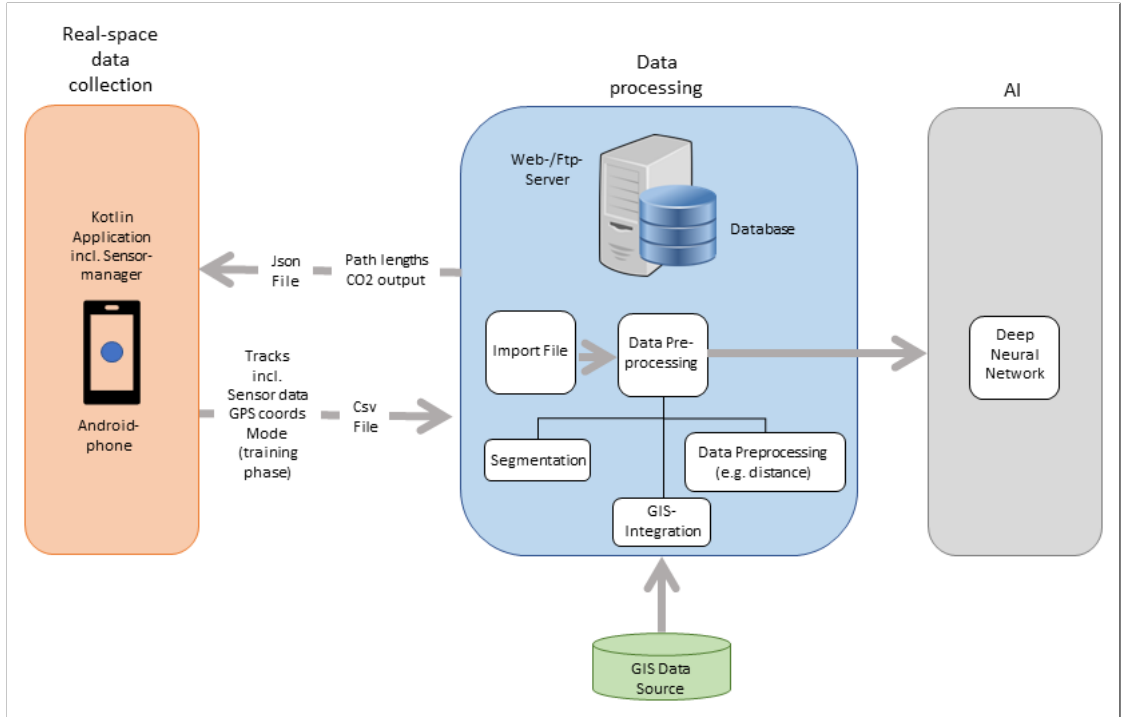 Real-space
data
collection
Data
processing
AI
Web-/Ftp-
Server
Database
Kotlin
Application
incl. Sensor-
manager
Android-
phone
Json
File
Path lengths
CO2 output
Tracks
incl.
Sensor data
GPS coords
Mode
(training
phase)
Csv
File
Import File
Data Pre-
processing
Segmentation
Data Preprocessing
(e.g. distance)
GIS-
Integration
Deep
Neural
Network
GIS Data
Source